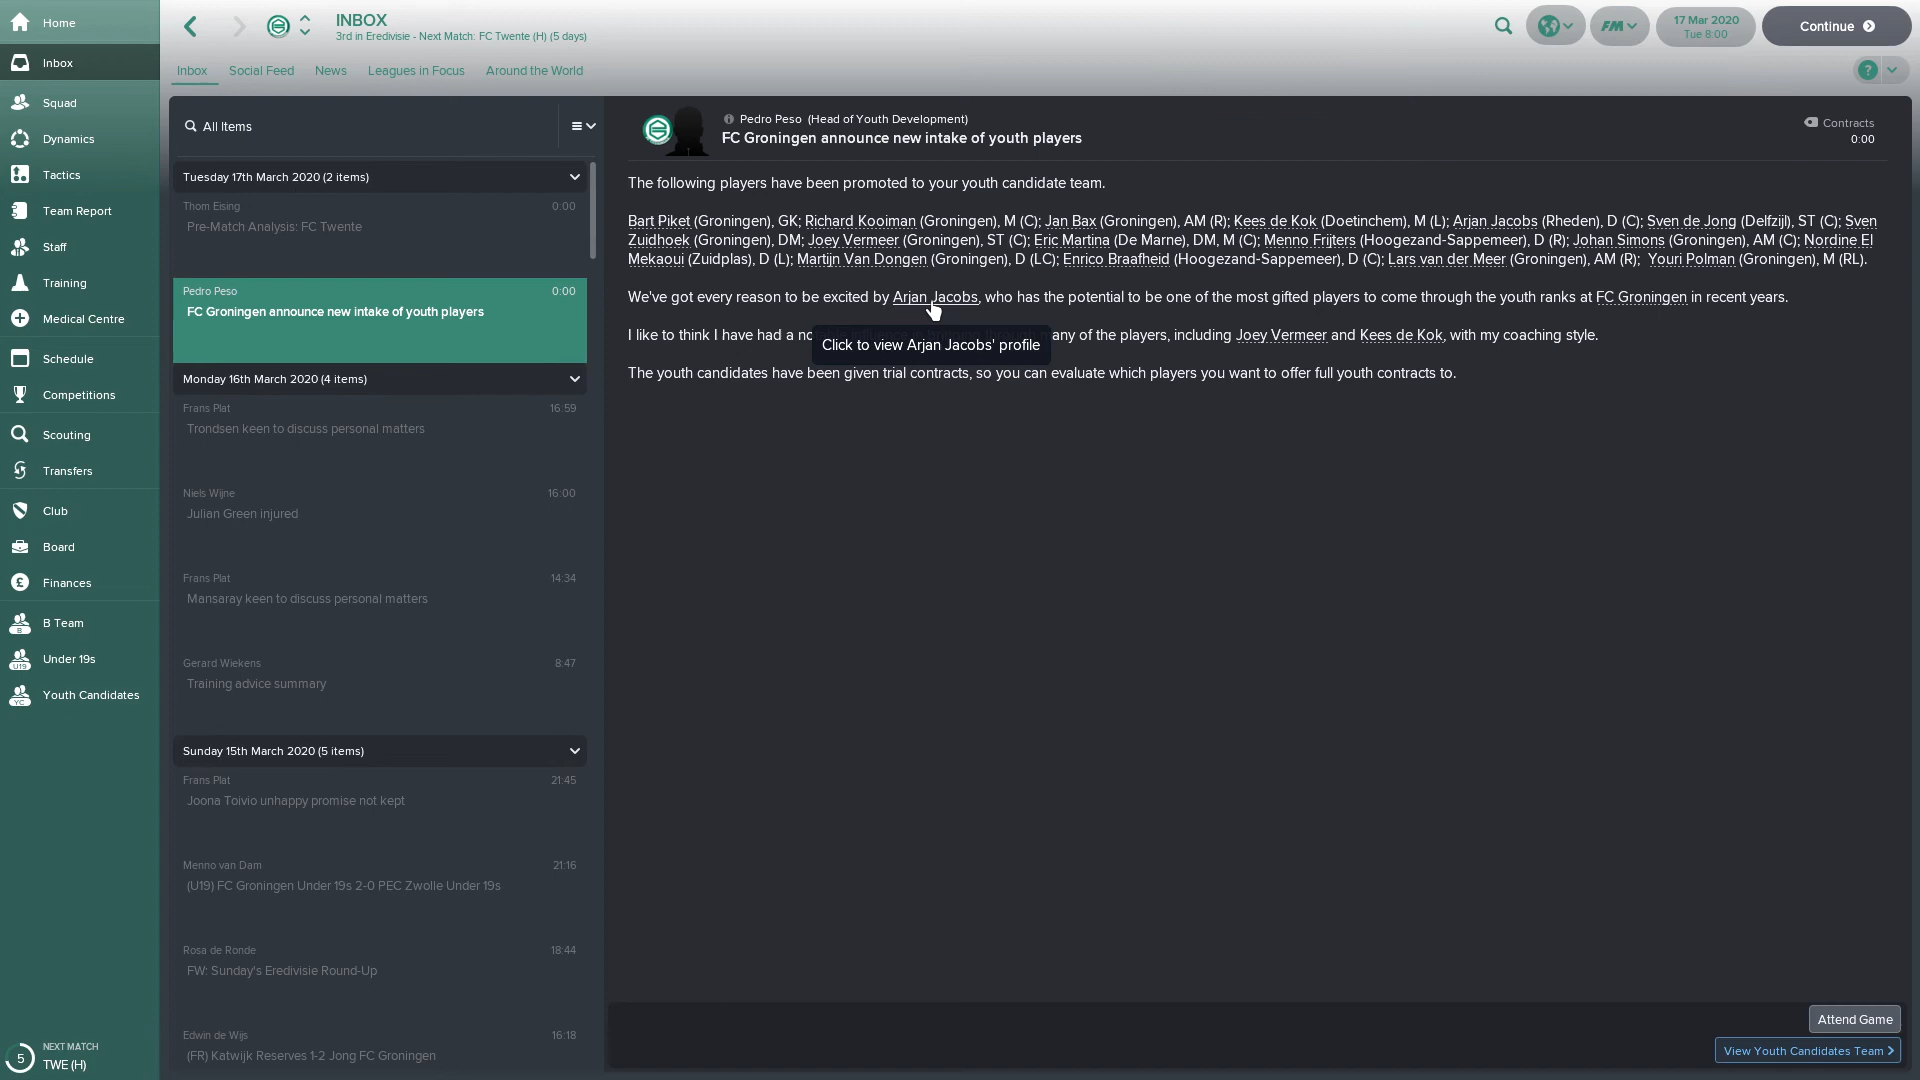 Home
Inbox
Squad
Dynamics
Tactics
Team Report
Staff
Training
Medical Centre
Schedule
Competitions
Scouting
Transfers
Club
Board
Finances
B
B Team
U19
Under 19s
YC
Youth Candidates
5
NEXT MATCH
TWE (H)
INBOX
3rd in Eredivisie - Next Match: FC Twente (H) (5 days)
FM
17 Mar 2020
Tue 8:00
Continue
Inbox
Social Feed
News
Leagues in Focus
Around the World
?
All Items
Tuesday 17th March 2020 (2 items)
Thom Eising 0:00
Pre-Match Analysis: FC Twente
Pedro Peso 0:00
FC Groningen announce new intake of youth players
Monday 16th March 2020 (4 items)
Frans Plat 16:59
Trondsen keen to discuss personal matters
Niels Wijne 16:00
Julian Green injured
Frans Plat 14:34
Mansaray keen to discuss personal matters
Gerard Wiekens 8:47
Training advice summary
Sunday 15th March 2020 (5 items)
Frans Plat 21:45
Joona Toivio unhappy promise not kept
Menno van Dam 21:16
(U19) FC Groningen Under 19s 2-0 PEC Zwolle Under 19s
Rosa de Ronde 18:44
FW: Sunday's Eredivisie Round-Up
Edwin de Wijs 16:18
(FR) Katwijk Reserves 1-2 Jong FC Groningen
Pedro Peso (Head of Youth Development)
FC Groningen announce new intake of youth players
Contracts
0:00
The following players have been promoted to your youth candidate team.
Bart Piket (Groningen), GK; Richard Kooiman (Groningen), M (C); Jan Bax (Groningen), AM (R); Kees de Kok (Doetinchem), M (L); Arjan Jacobs (Rheden), D (C); Sven de Jong (Delfzijl), ST (C); Sven
Zuidhoek (Groningen), DM; Joey Vermeer (Groningen), ST (C); Eric Martina (De Marne), DM, M (C); Menno Frijters (Hoogezand-Sappemeer), D (R); Johan Simons (Groningen), AM (C); Nordine El
Mekaoui (Zuidplas), D (L); Martijn Van Dongen (Groningen), D (LC); Enrico Braafheid (Hoogezand-Sappemeer), D (C); Lars van der Meer (Groningen), AM (R); Youri Polman (Groningen), M (RL).
We've got every reason to be excited by Arjan Jacobs, who has the potential to be one of the most gifted players to come through the youth ranks at FC Groningen in recent years.
I like to think I have had a many of the players, including Joey Vermeer and Kees de Kok, with my coaching style.
Click to view Arjan Jacobs' profile
The youth candidates have been given trial contracts, so you can evaluate which players you want to offer full youth contracts to.
Attend Game
View Youth Candidates Team